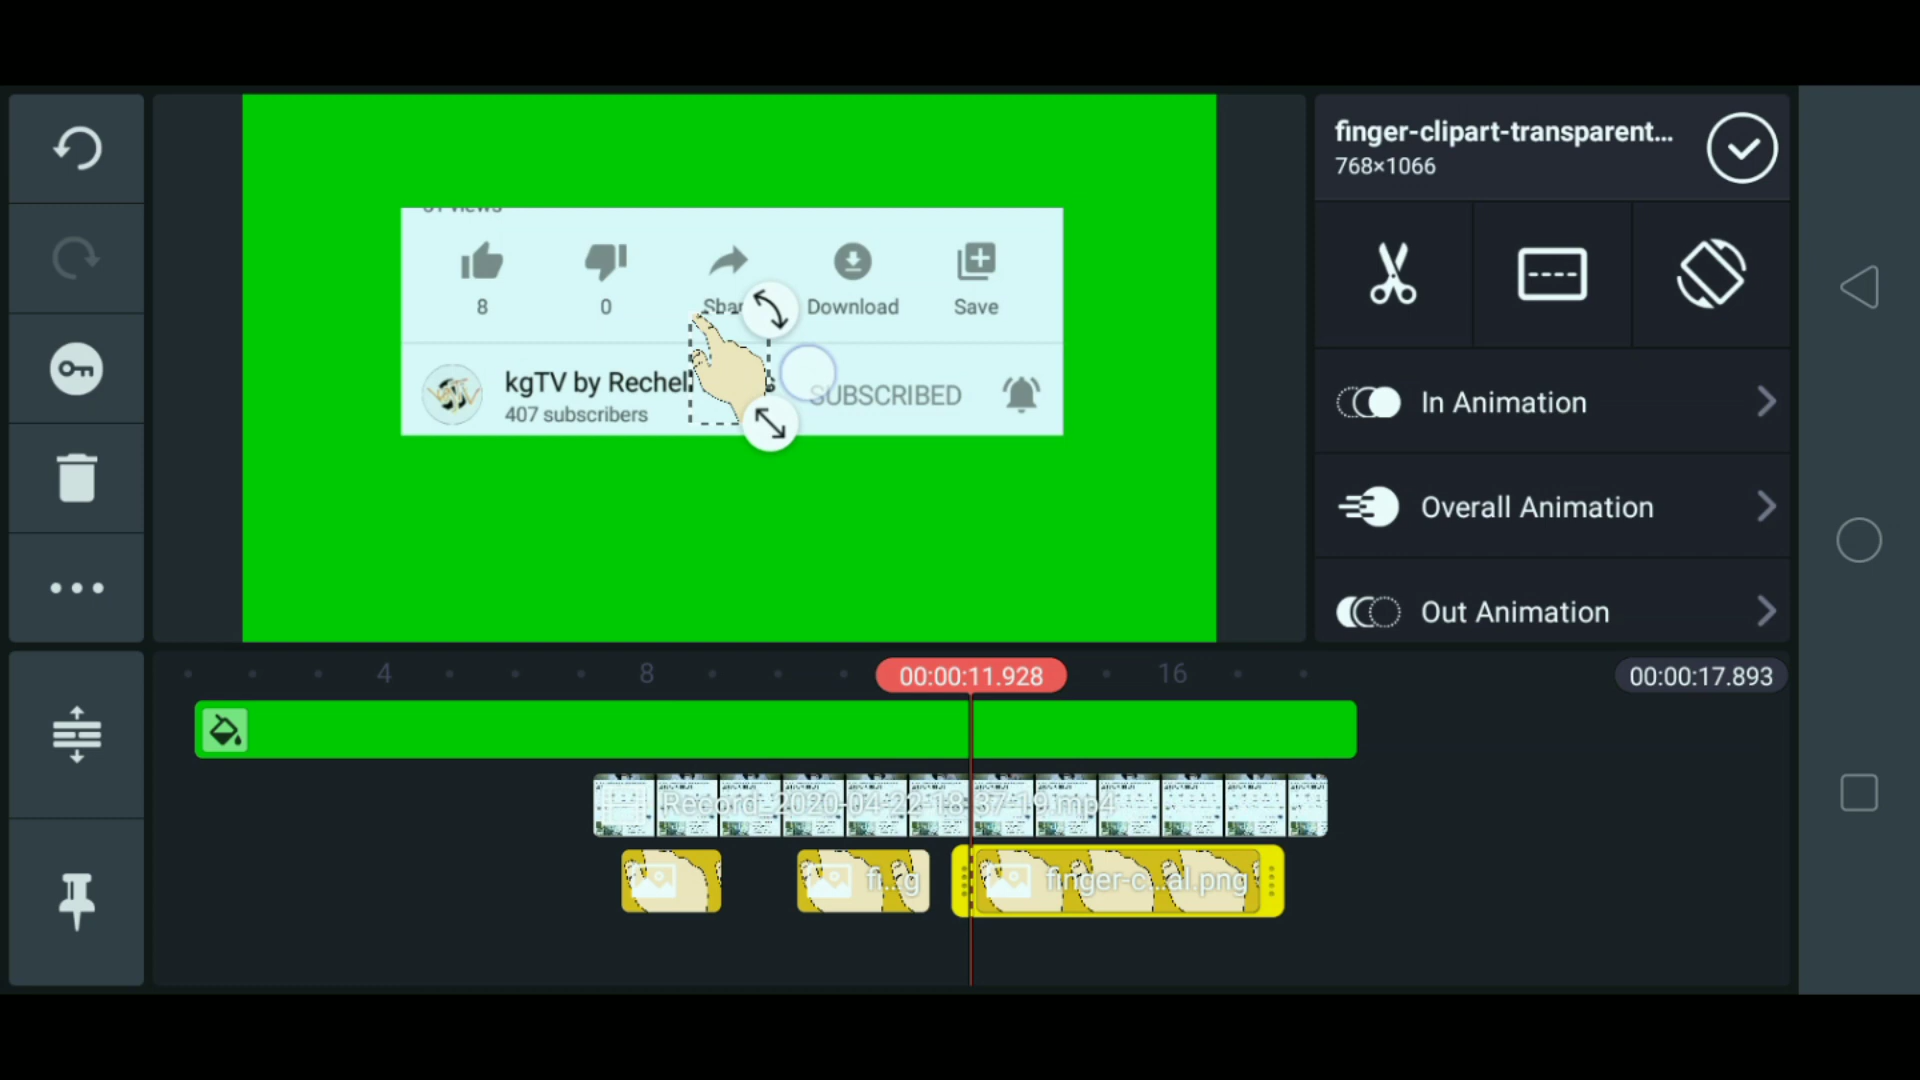 finger-clipart-transparent...
768×1066
8
0
Download
Save
kgTV by
407 subscribers
SUBSCRIBED
In Animation
Overall Animation
Out Animation
4
8
00:00:11.928
16
00:00:17.893
Record_2020-04-22-18-37-19.mp4
fi..g
finger-c...al.png